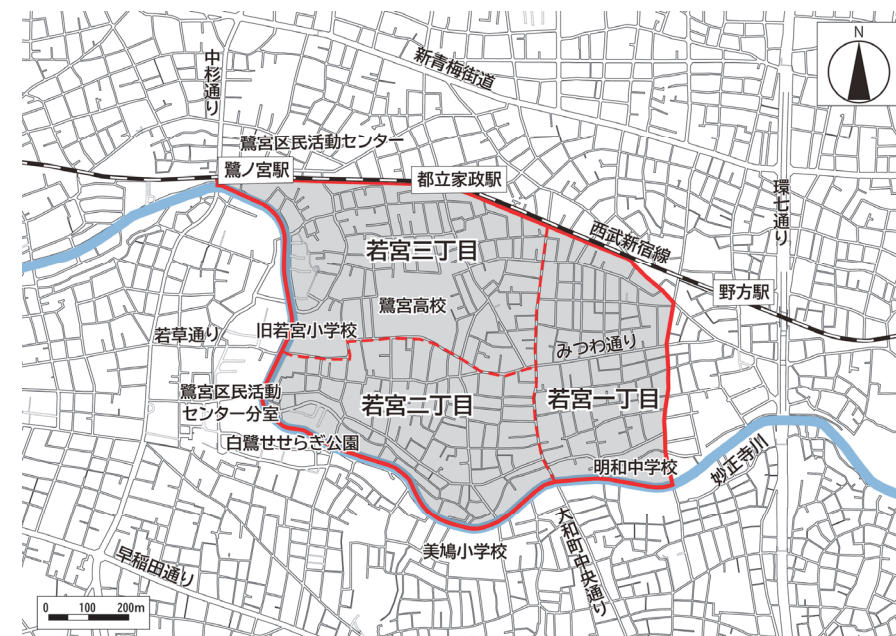 N
中杉通り
新青梅街道
鷺宮区民活動センター
鷺ノ宮駅
都立家政駅
環七通り
西武新宿線
若宮三丁目
野方駅
鷺宮高校
若草通り
旧若宮小学校
みつわ通り
鷺宮区民活動
センター分室
若宮二丁目
若宮一丁目
白鷺せせらぎ公園
明和中学校
妙正寺川
美鳩小学校
大和町中央通り
早稲田通り
0 100 200m